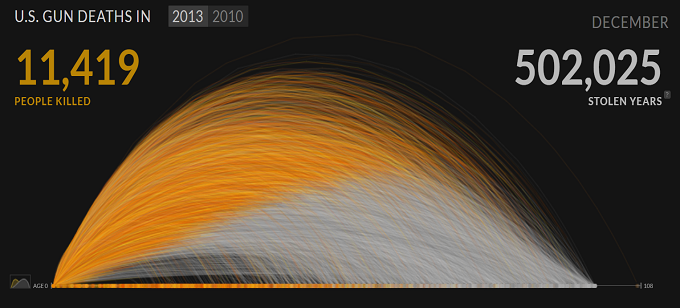 U.S. GUN DEATHS IN 2013 2010
DECEMBER
11,419
PEOPLE KILLED
502,025
STOLEN YEARS
AGE 0
108